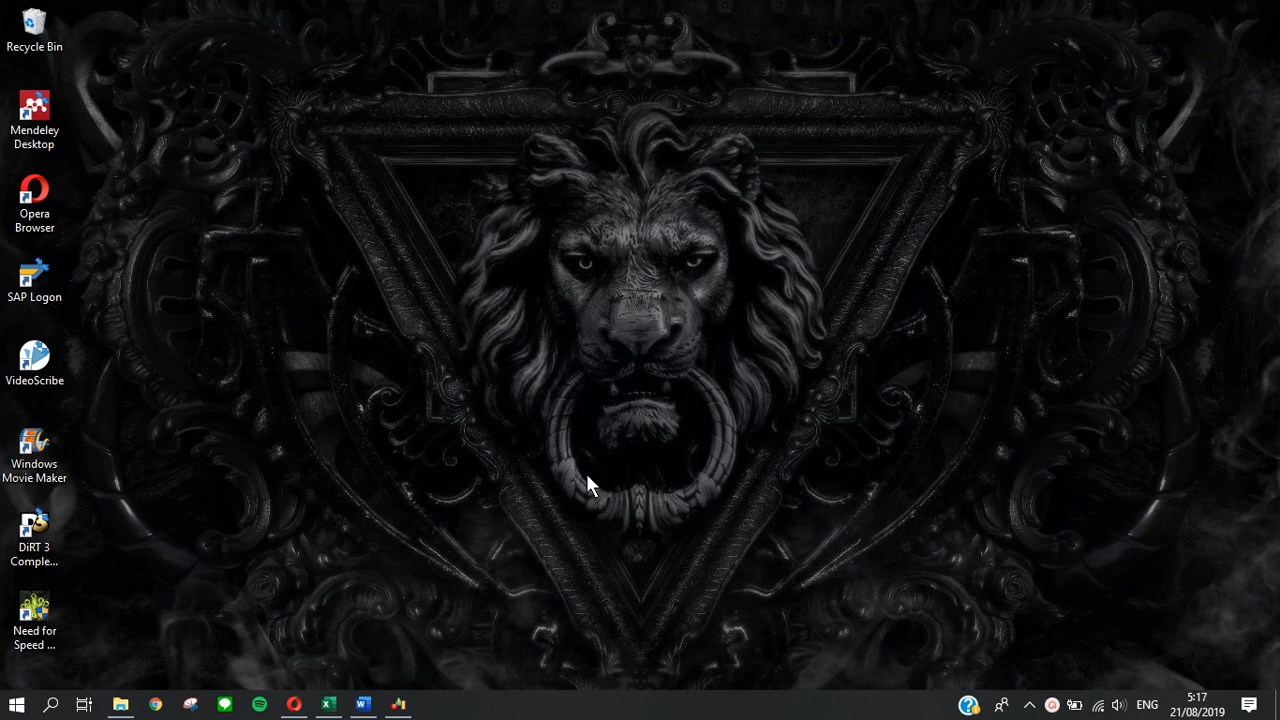 Recycle Bin
Mendeley
Desktop
Opera
Browser
SAP Logon
VideoScribe
Windows
Movie Maker
DiRT 3
Comple...
Need for
Speed ...
ENG
5:17
21/08/2019